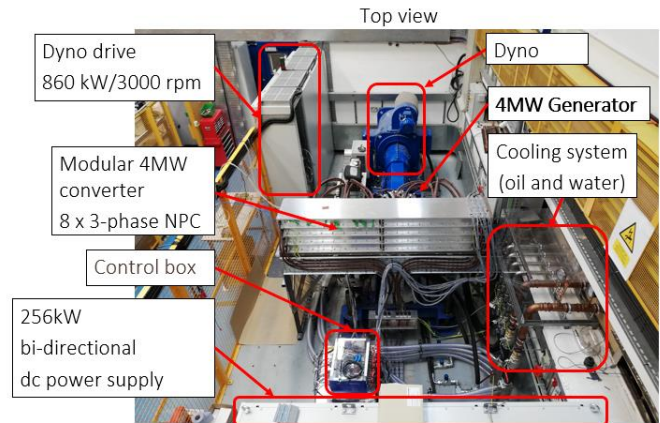 Top view
Dyno drive
860 kW/3000 rpm
Dyno
4MW Generator
Modular 4MW
converter
8 x 3-phase NPC
Cooling system
(oil and water)
Control box
256kW
bi-directional
dc power supply